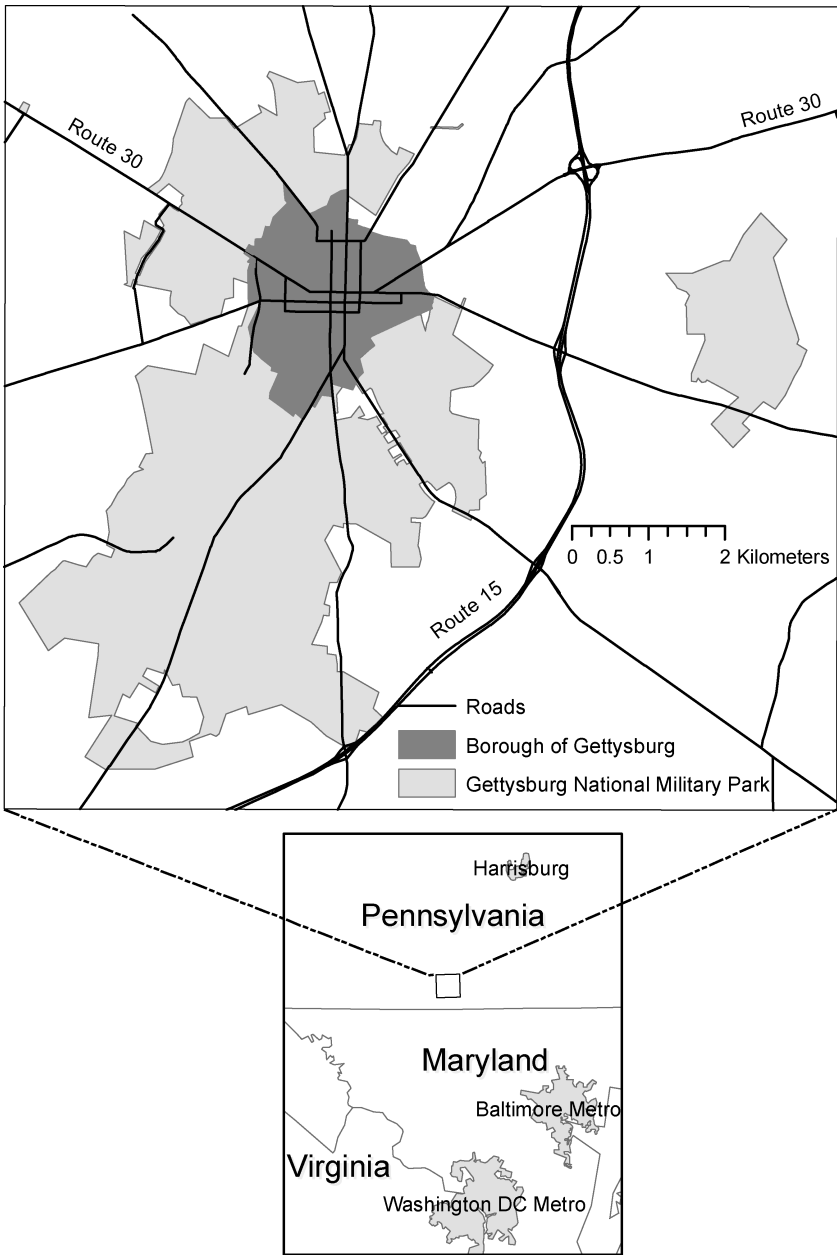 Route 30
Route 30
0 0.5 1 2 Kilometers
Route 15
Roads
Borough of Gettysburg
Gettysburg National Military Park
Harrisburg
Pennsylvania
Maryland
Baltimore Metro
Virginia
Washington DC Metro